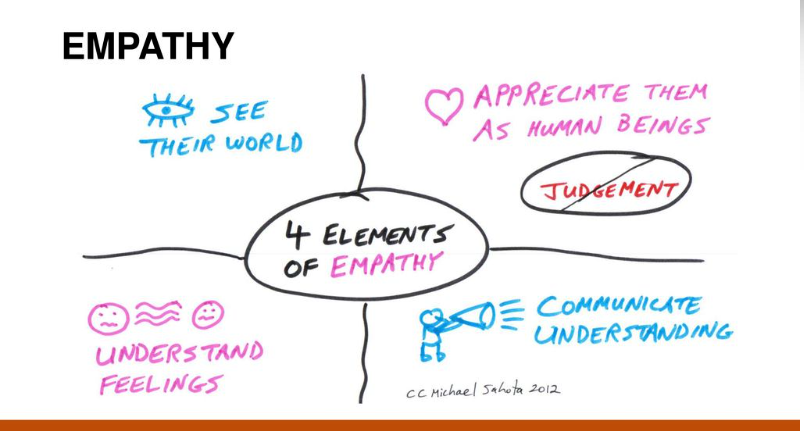 EMPATHY
SEE
THEIR WORLD
APPRECIATE THEM
AS HUMAN BEINGS
JUDGEMENT
4 ELEMENTS
OF EMPATHY
UNDERSTAND
FEELINGS
COMMUNICATE
UNDERSTANDING
CC Michael Sahota 2012